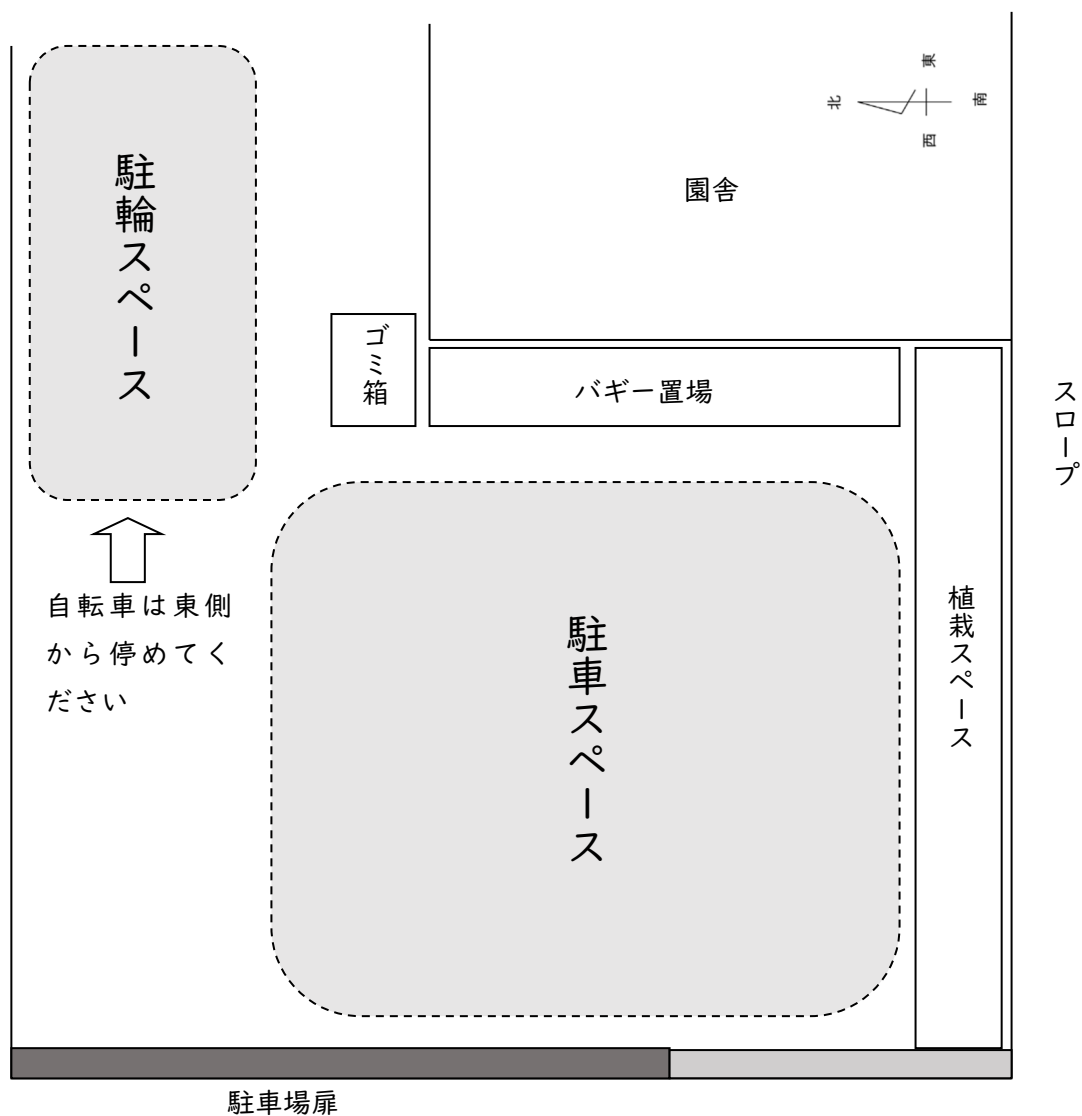 東
北
南
西
園舎
駐輪スペース
ゴミ箱
バギー置場
スロープ
自転車は東側
から停めてく
ださい
植栽スペース
駐車スペース
駐車場扉